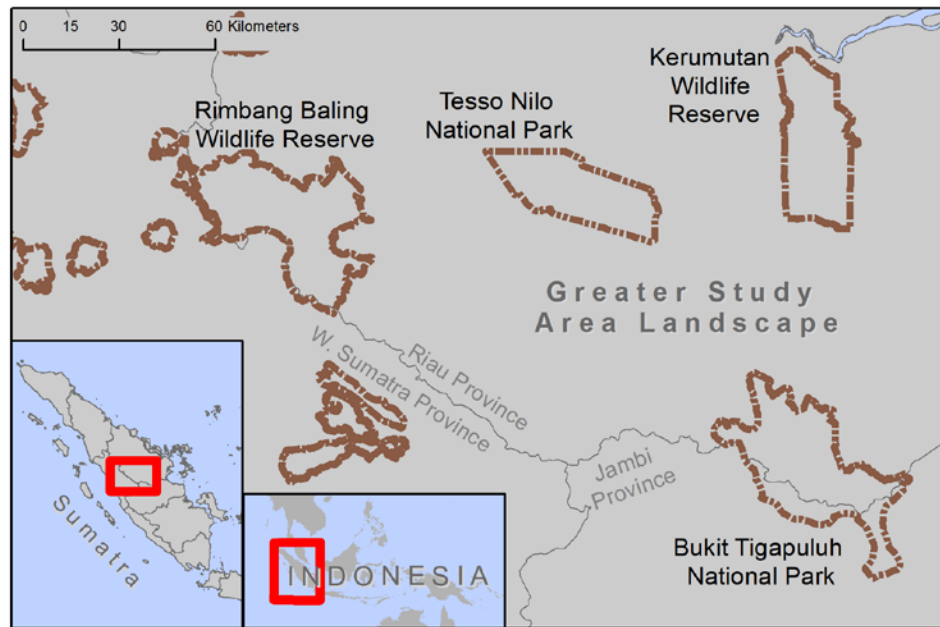 0 15 30 60 Kilometers
Rimbang Baling
Wildlife Reserve
Tesso Nilo
National Park
Kerumutan
Wildlife
Reserve
Greater Study
Area Landscape
Riau Province
W. Sumatra Province
Jambi
Province
Bukit Tigapuluh
National Park
Sumatra
INDONESIA